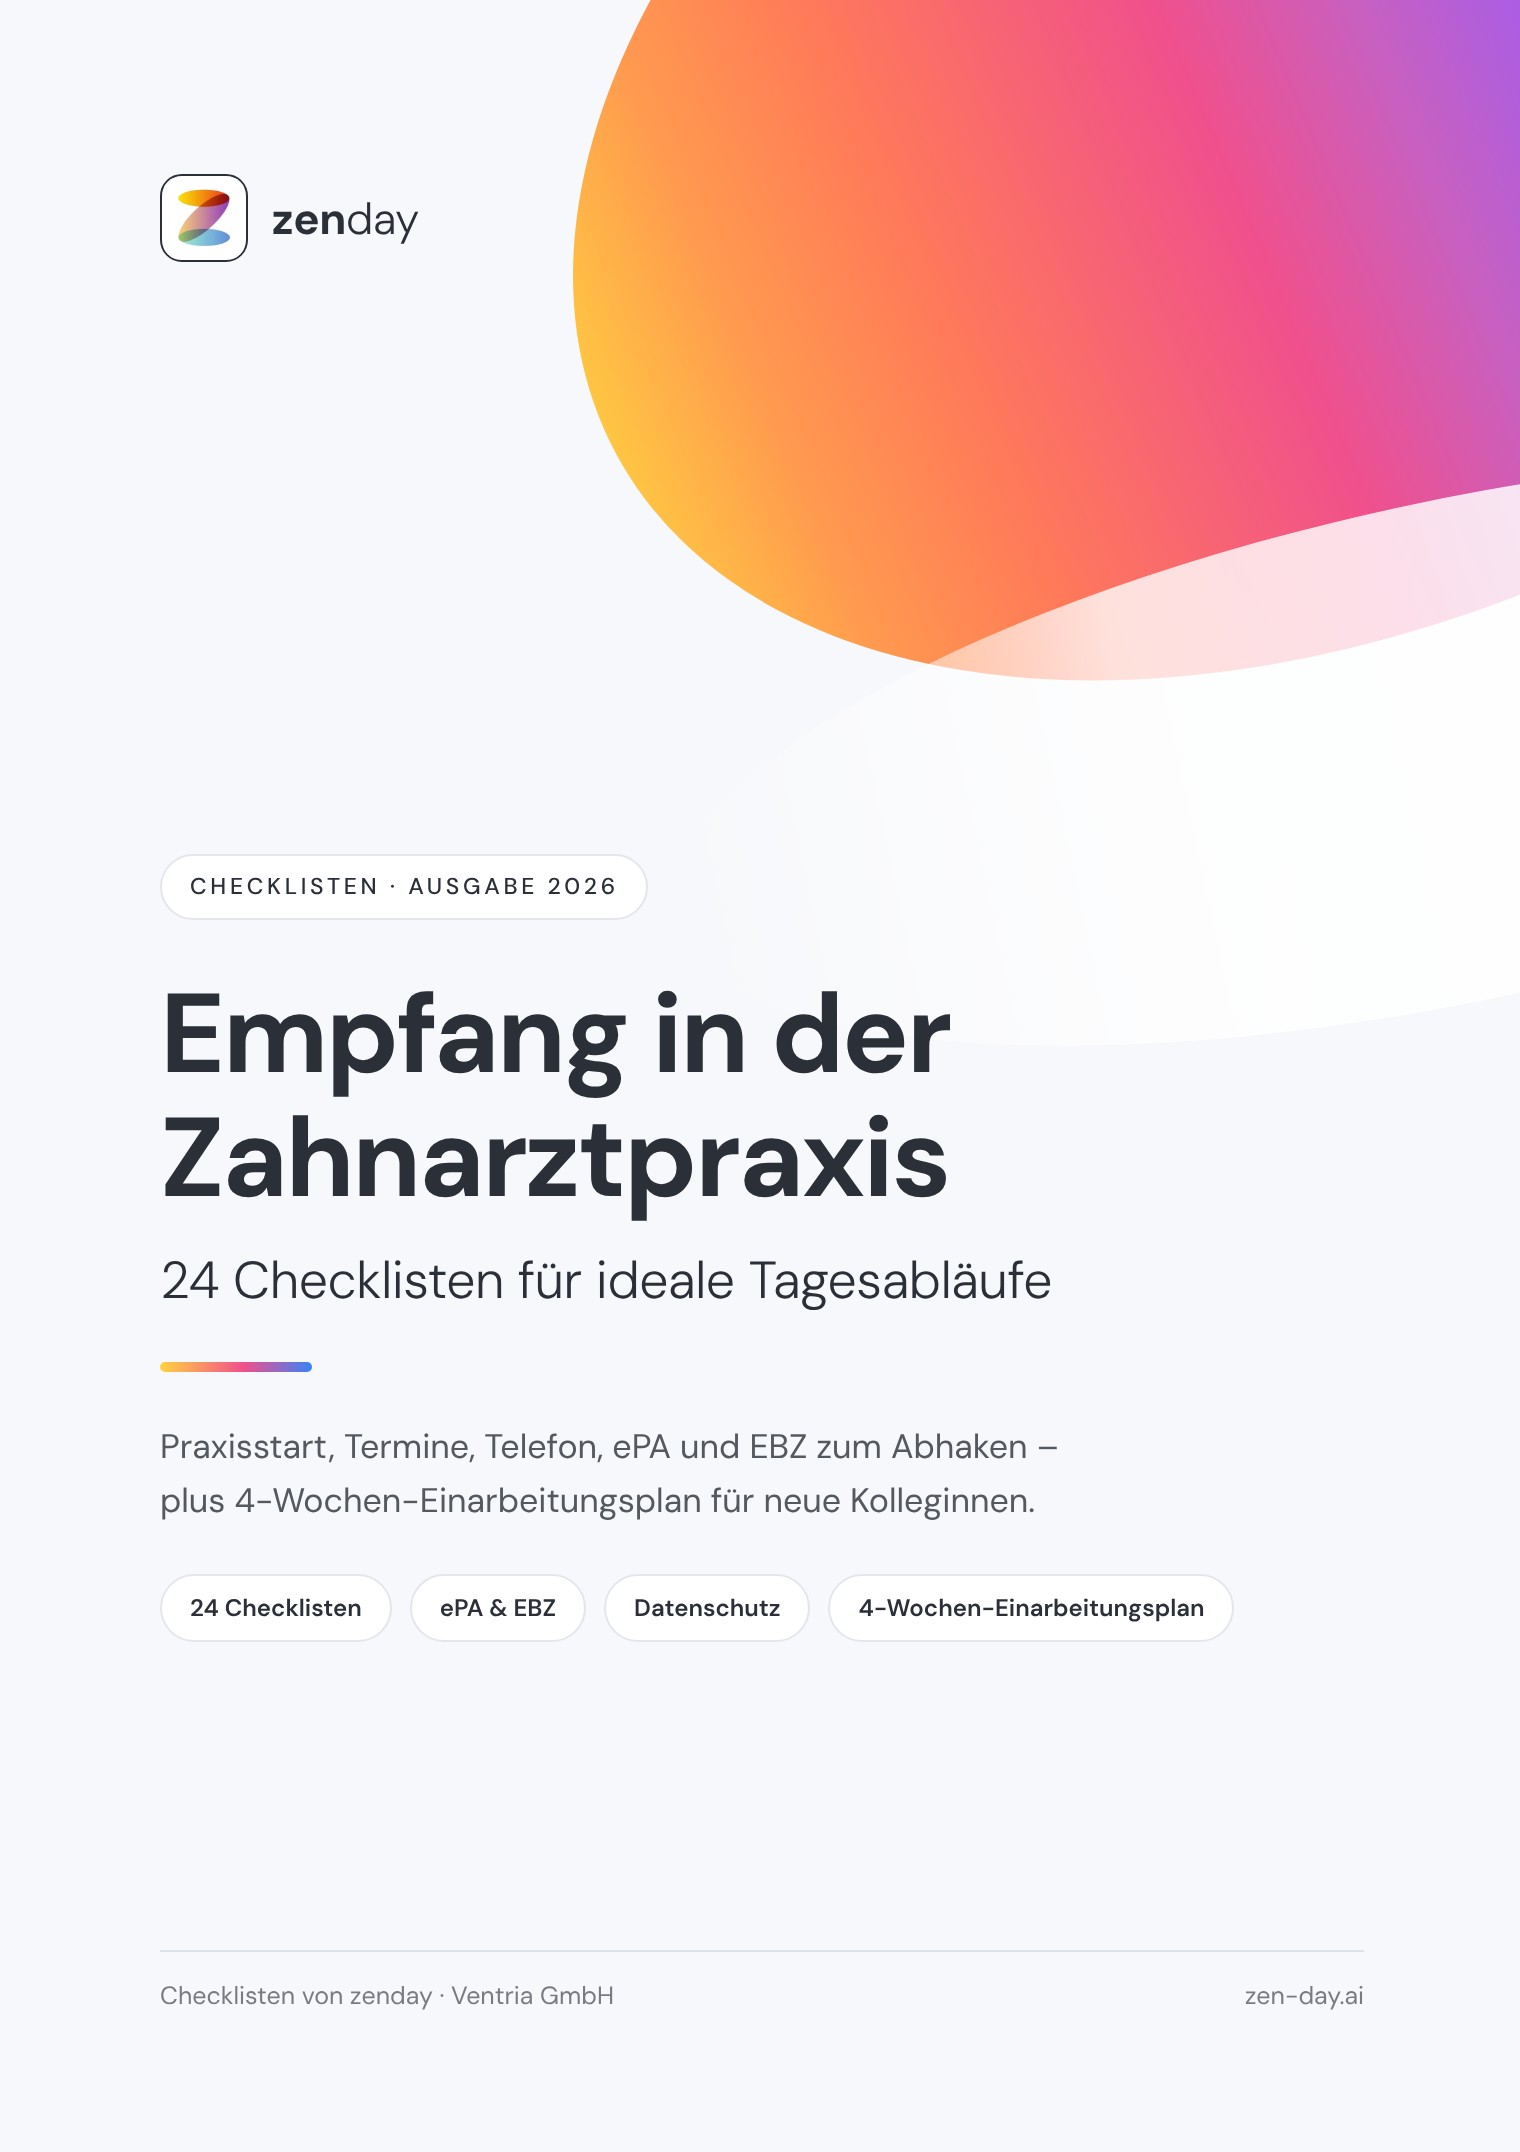 zenday
CHECKLISTEN · AUSGABE 2026
Empfang in der
Zahnarztpraxis
24 Checklisten für ideale Tagesabläufe
Praxisstart, Termine, Telefon, ePA und EBZ zum Abhaken –
plus 4-Wochen-Einarbeitungsplan für neue Kolleginnen.
24 Checklisten ePA & EBZ Datenschutz 4-Wochen-Einarbeitungsplan
Checklisten von zenday · Ventria GmbH zen-day.ai